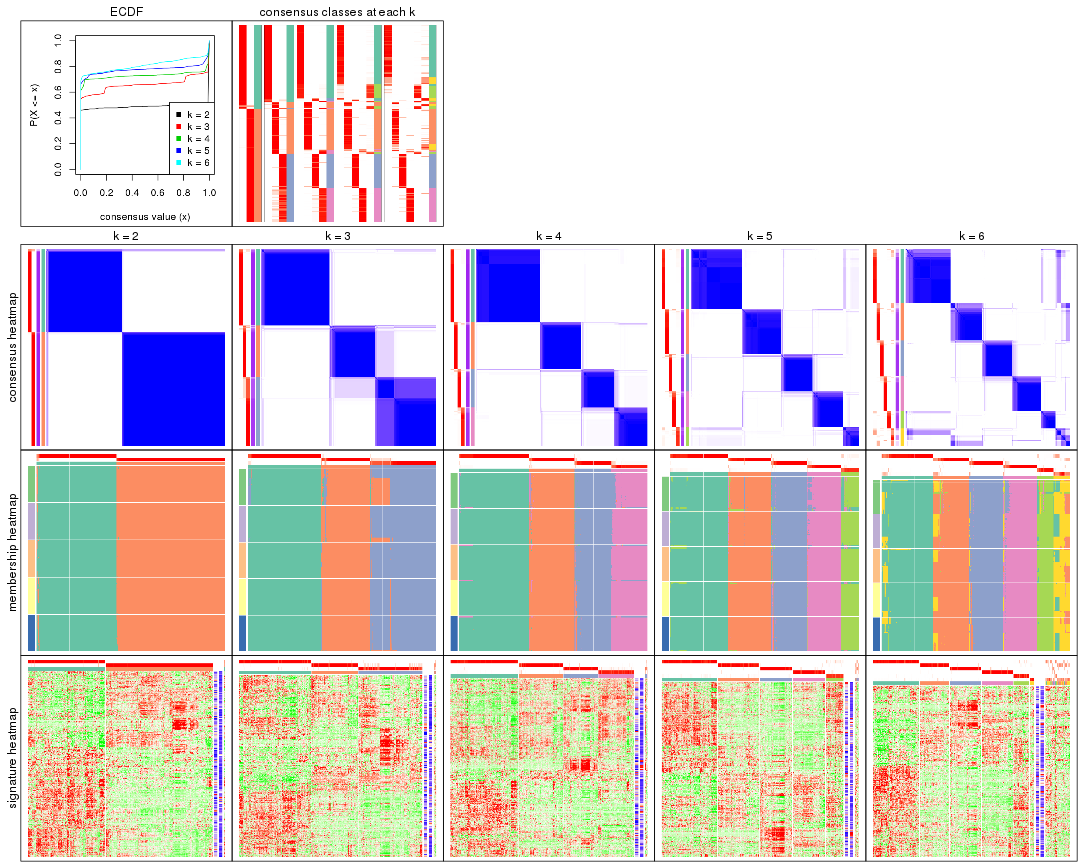 ECDF
consensus classes at each k
P(X <= x)
1.0
0.8
0.6
0.4
0.2
0.0
k = 2
k = 3
k = 4
k = 5
k = 6
0.0 0.2 0.4 0.6 0.8 1.0
consensus value (x)
k = 2
k = 3
k = 4
k = 5
k = 6
consensus heatmap
membership heatmap
signature heatmap